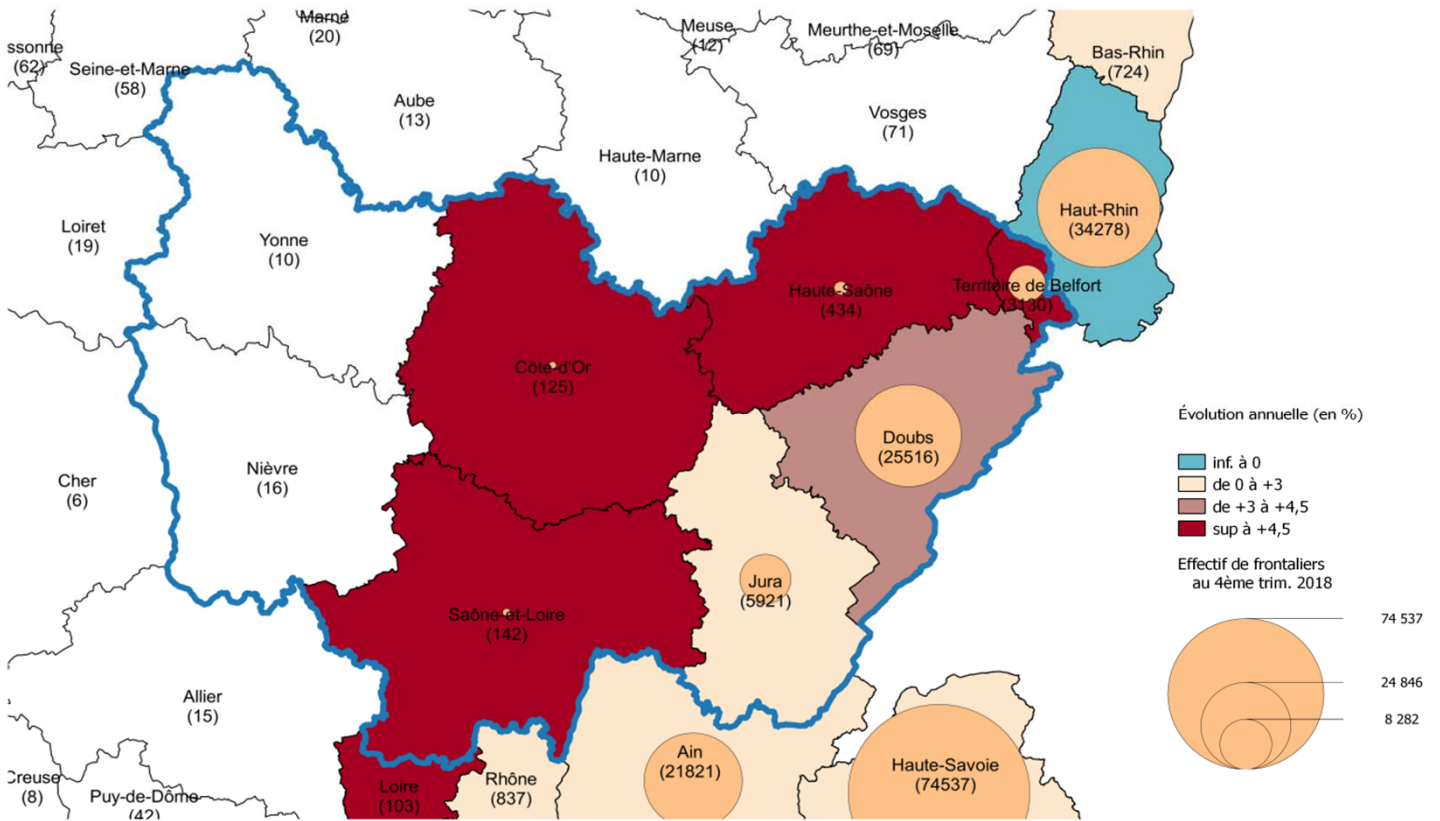 Marne
(20)
Meuse
(12)
Meurthe-et-Moselle
(69)
ssonne
(62)
Seine-et-Marne
(58)
Bas-Rhin
(724)
Aube
(13)
Vosges
(71)
Haute-Marne
(10)
Loiret
(19)
Yonne
(10)
Haut-Rhin
(34278)
Haute-Saône
(434)
Territoire de Belfort
(3130)
Côte-d'Or
(125)
Doubs
(25516)
Cher
(6)
Nièvre
(16)
Jura
(5921)
Saône-et-Loire
(142)
Allier
(15)
Ain
(21821)
Haute-Savoie
(74537)
Creuse
(8)
Puy-de-Dôme
(42)
Loire
(103)
Rhône
(837)
Évolution annuelle (en %)
inf. à 0
de 0 à +3
de +3 à +4,5
sup à +4,5
Effectif de frontaliers
au 4ème trim. 2018
74 537
24 846
8 282